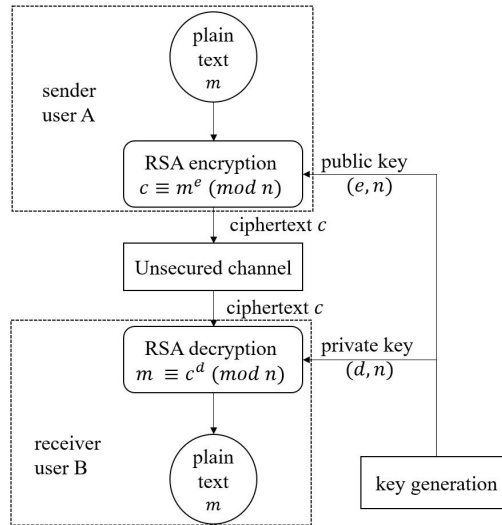 plain
text
m
sender
user A
RSA encryption
c ≡ m^e (mod n)
public key
(e, n)
ciphertext c
Unsecured channel
ciphertext c
RSA decryption
m ≡ c^d (mod n)
private key
(d, n)
receiver
user B
plain
text
m
key generation